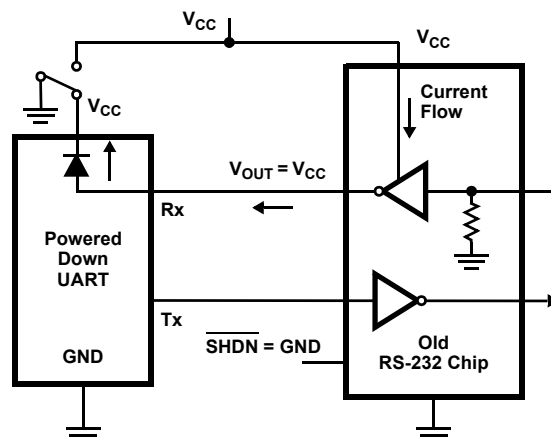 VCC
VCC
VCC
Current
Flow
VOUT = VCC
Rx
Powered
Down
UART
Tx
GND
SHDN = GND
Old
RS-232 Chip